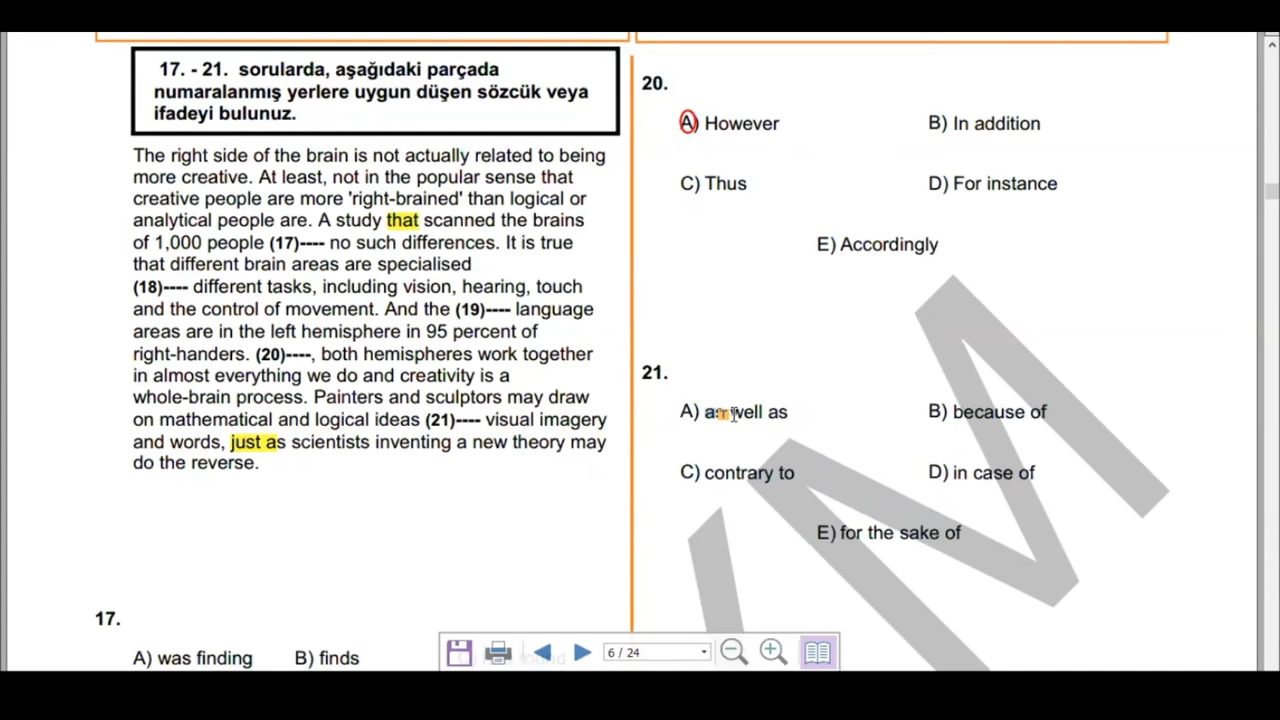 17. - 21. sorularda, aşağıdaki parçada
numaralanmış yerlere uygun düşen sözcük veya
ifadeyi bulunuz.
The right side of the brain is not actually related to being
more creative. At least, not in the popular sense that
creative people are more 'right-brained' than logical or
analytical people are. A study that scanned the brains
of 1,000 people (17)---- no such differences. It is true
that different brain areas are specialised
(18)---- different tasks, including vision, hearing, touch
and the control of movement. And the (19)---- language
areas are in the left hemisphere in 95 percent of
right-handers. (20)----, both hemispheres work together
in almost everything we do and creativity is a
whole-brain process. Painters and sculptors may draw
on mathematical and logical ideas (21)---- visual imagery
and words, just as scientists inventing a new theory may
do the reverse.
17.
A) was finding B) finds
20.
A) However B) In addition
C) Thus D) For instance
E) Accordingly
21.
A) as well as B) because of
C) contrary to D) in case of
E) for the sake of
6 / 24